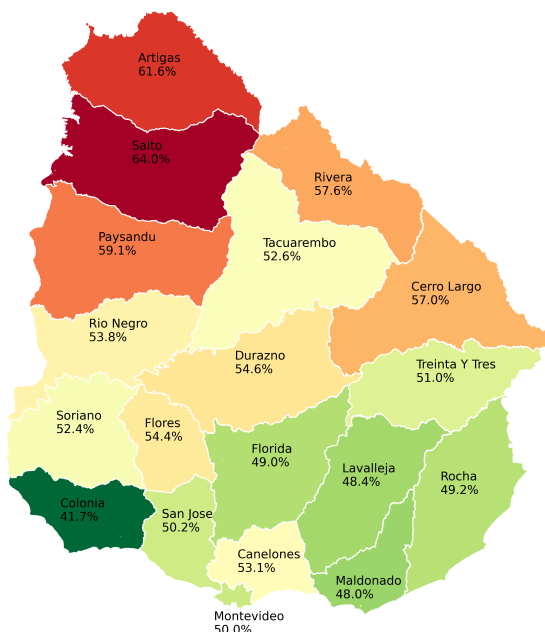 Artigas
61.6%
Salto
64.0%
Rivera
57.6%
Paysandu
59.1%
Tacuarembo
52.6%
Cerro Largo
57.0%
Rio Negro
53.8%
Durazno
54.6%
Treinta Y Tres
51.0%
Soriano
52.4%
Flores
54.4%
Florida
49.0%
Lavalleja
48.4%
Rocha
49.2%
Colonia
41.7%
San Jose
50.2%
Canelones
53.1%
Maldonado
48.0%
Montevideo
50.0%